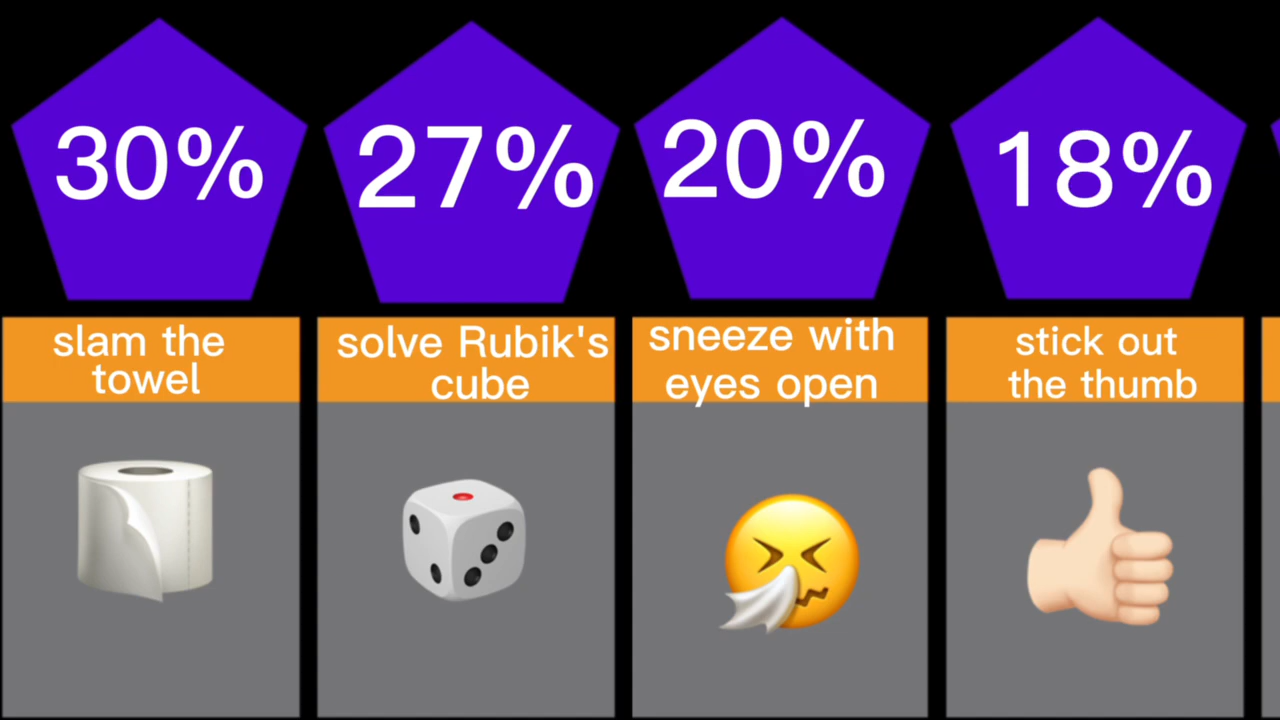 30%
27%
20%
18%
slam the
towel
solve Rubik's
cube
sneeze with
eyes open
stick out
the thumb